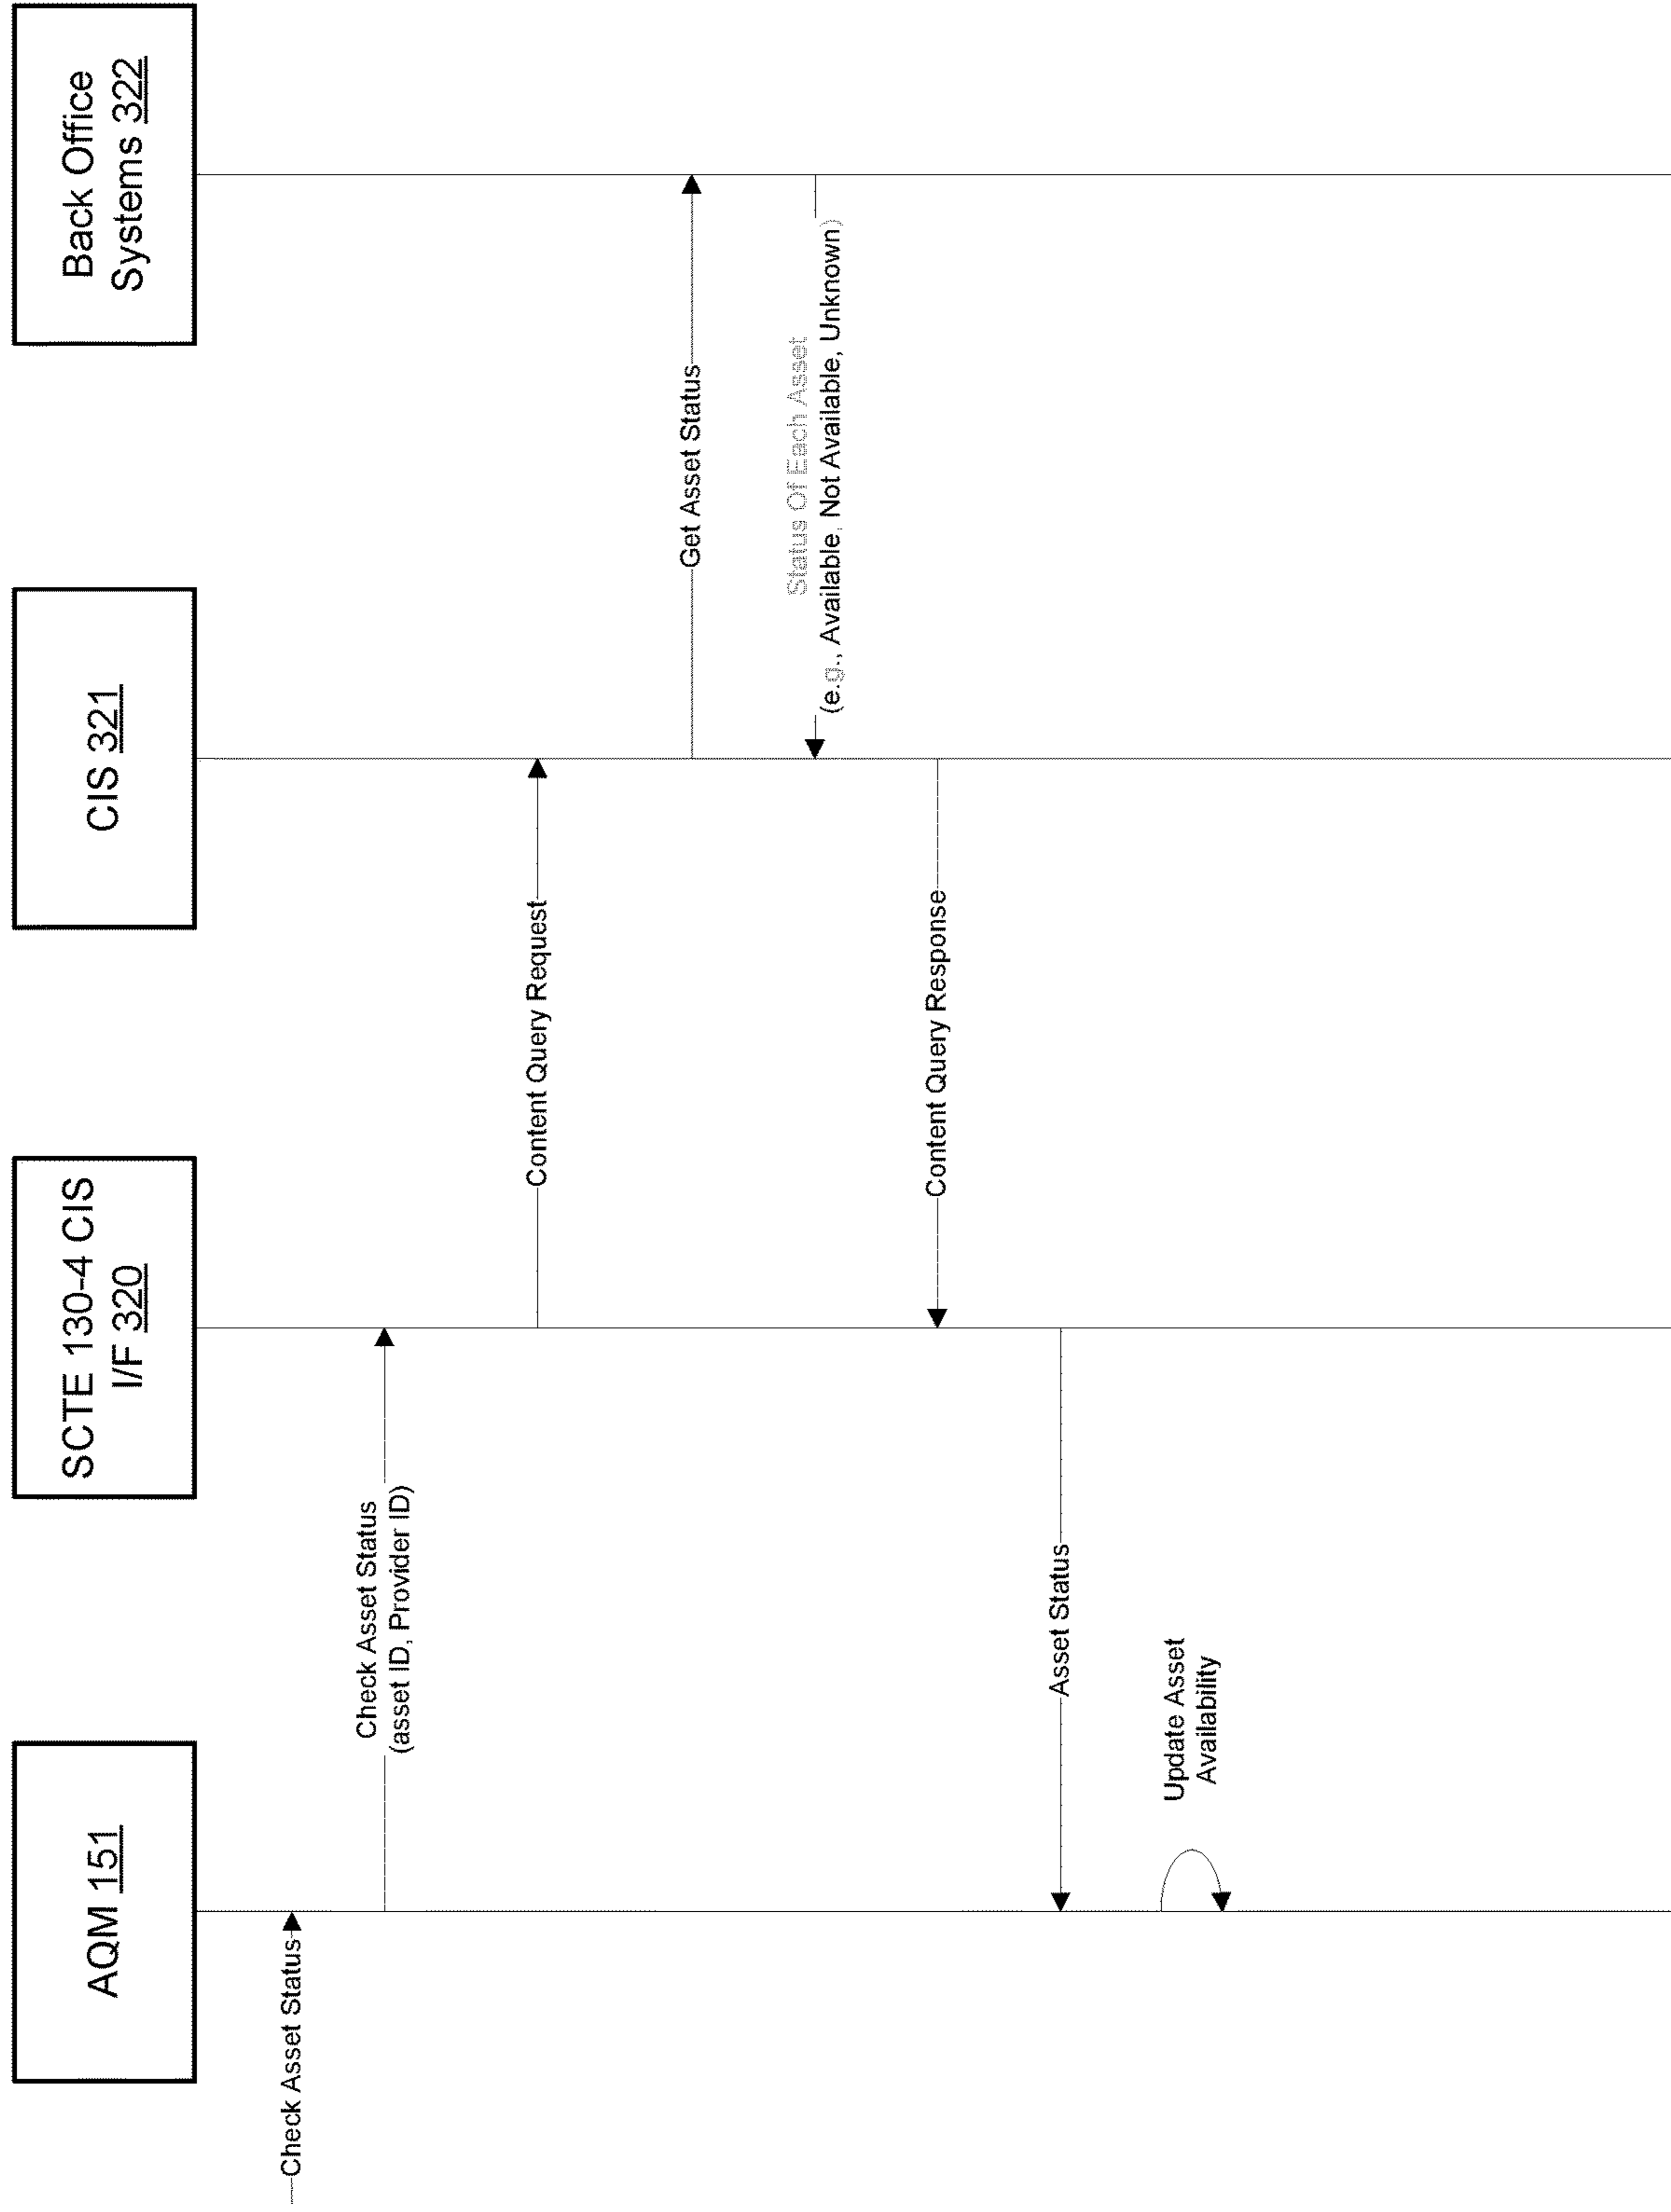 AQM 151
SCTE 130-4 CIS
I/F 320
CIS 321
Back Office
Systems 322
Check Asset Status
Check Asset Status
(asset ID, Provider ID)
Content Query Request
Get Asset Status
Status Of Each Asset
(e.g., Available, Not Available, Unknown)
Content Query Response
Asset Status
Update Asset
Availability